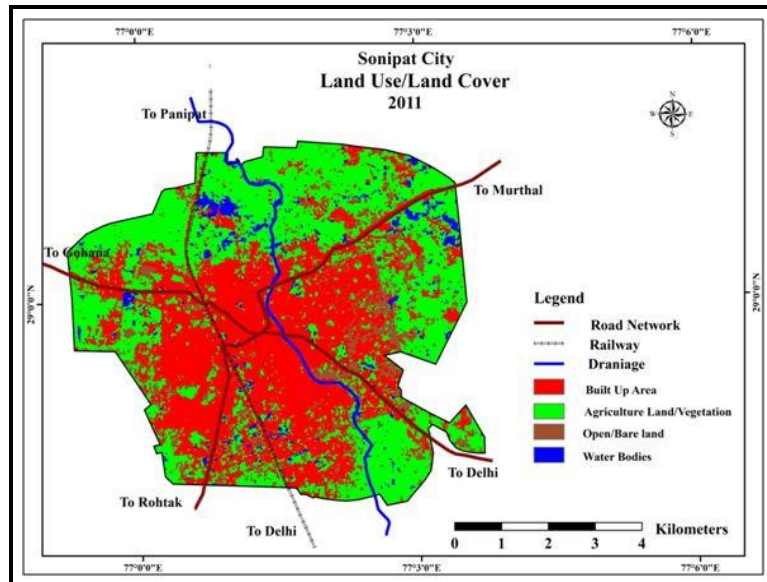 77°0'0"E 77°3'0"E 77°6'0"E
Sonipat City
Land Use/Land Cover
2011
N
W E
S
To Panipat
To Murthal
To Gohana
29°0'0"N 29°0'0"N
Legend
Road Network
Railway
Draniage
Built Up Area
Agriculture Land/Vegetation
Open/Bare land
Water Bodies
To Delhi
To Rohtak
To Delhi
Kilometers
0 1 2 3 4
77°0'0"E 77°3'0"E 77°6'0"E